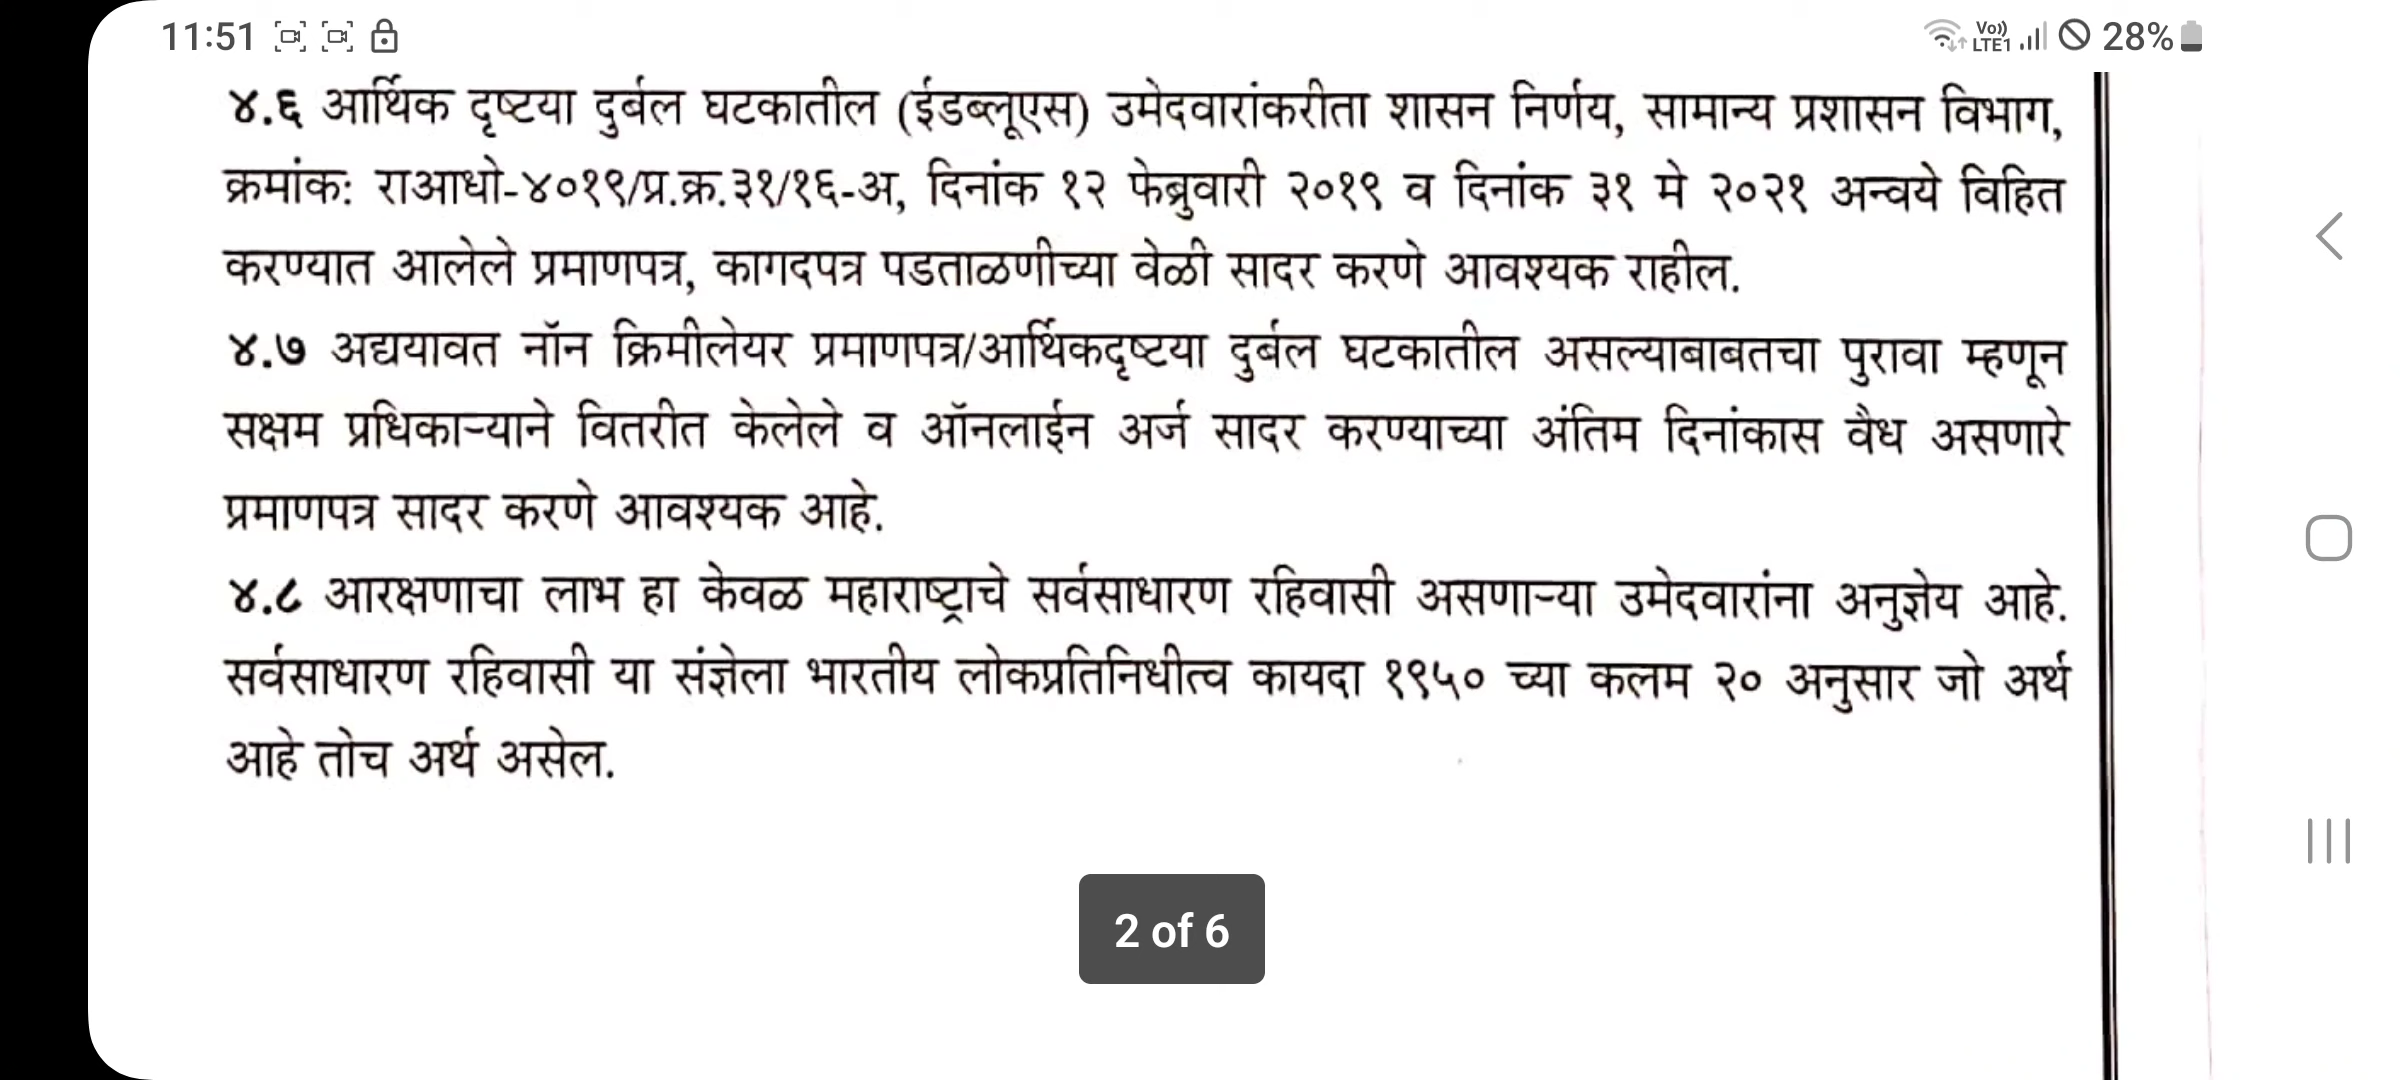 11:51 Vo)) LTE1 28%
४.६ आर्थिक दृष्टया दुर्बल घटकातील (ईडब्लूएस) उमेदवारांकरीता शासन निर्णय, सामान्य प्रशासन विभाग,
क्रमांकः राआधो-४०१९/प्र.क्र.३१/१६-अ, दिनांक १२ फेब्रुवारी २०१९ व दिनांक ३१ मे २०२१ अन्वये विहित
करण्यात आलेले प्रमाणपत्र, कागदपत्र पडताळणीच्या वेळी सादर करणे आवश्यक राहील.
४.७ अद्ययावत नॉन क्रिमीलेयर प्रमाणपत्र/आर्थिकदृष्टया दुर्बल घटकातील असल्याबाबतचा पुरावा म्हणून
सक्षम प्रधिकाऱ्याने वितरीत केलेले व ऑनलाईन अर्ज सादर करण्याच्या अंतिम दिनांकास वैध असणारे
प्रमाणपत्र सादर करणे आवश्यक आहे.
४.८ आरक्षणाचा लाभ हा केवळ महाराष्ट्राचे सर्वसाधारण रहिवासी असणाऱ्या उमेदवारांना अनुज्ञेय आहे.
सर्वसाधारण रहिवासी या संज्ञेला भारतीय लोकप्रतिनिधीत्व कायदा १९५० च्या कलम २० अनुसार जो अर्थ
आहे तोच अर्थ असेल.
2 of 6